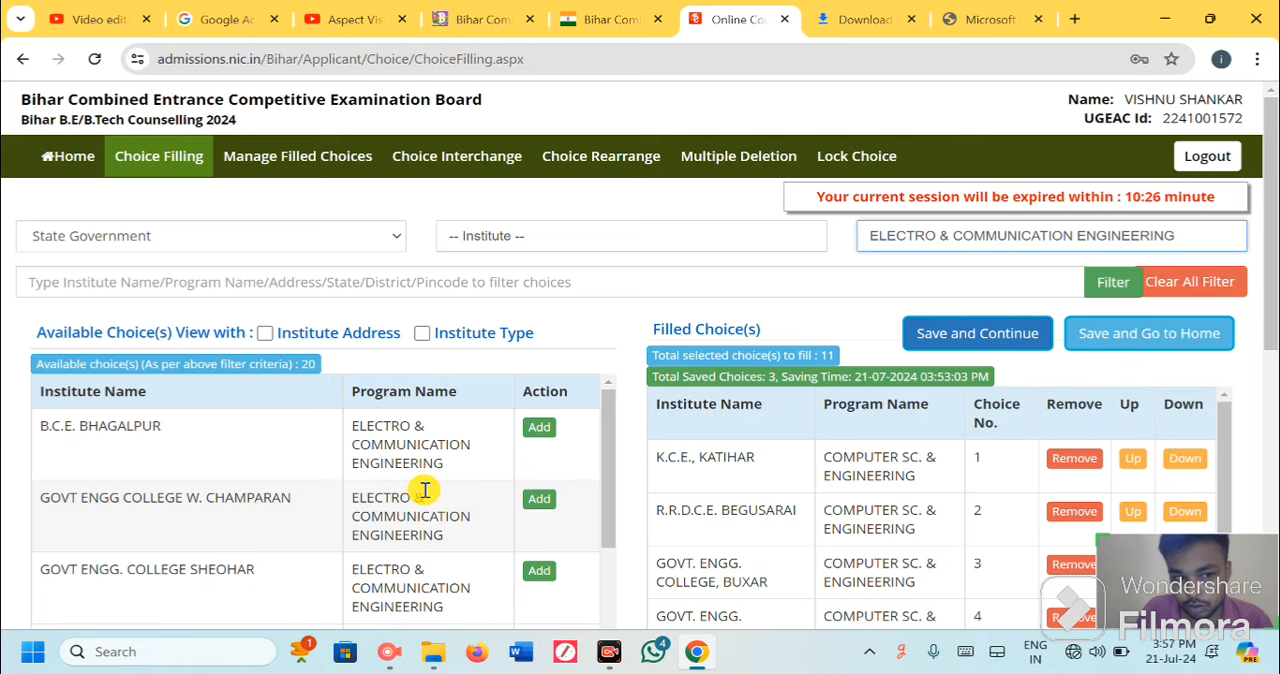 Video edit
Google Ac
Aspect Vis
Bihar Com
Bihar Comb
Online Co
Download
Microsoft
admissions.nic.in/Bihar/Applicant/Choice/ChoiceFilling.aspx
Bihar Combined Entrance Competitive Examination Board
Bihar B.E/B.Tech Counselling 2024
Name: VISHNU SHANKAR
UGEAC Id: 2241001572
Home Choice Filling Manage Filled Choices Choice Interchange Choice Rearrange Multiple Deletion Lock Choice Logout
Your current session will be expired within : 10:26 minute
State Government
-- Institute --
ELECTRO & COMMUNICATION ENGINEERING
Type Institute Name/Program Name/Address/State/District/Pincode to filter choices
Filter
Clear All Filter
Available Choice(s) View with : Institute Address Institute Type
Available choice(s) (As per above filter criteria) : 20
Institute Name Program Name Action
B.C.E. BHAGALPUR
ELECTRO &
COMMUNICATION
ENGINEERING
Add
GOVT ENGG COLLEGE W. CHAMPARAN
ELECTRO &
COMMUNICATION
ENGINEERING
Add
GOVT ENGG. COLLEGE SHEOHAR
ELECTRO &
COMMUNICATION
ENGINEERING
Add
Filled Choice(s)
Save and Continue
Save and Go to Home
Total selected choice(s) to fill : 11
Total Saved Choices: 3, Saving Time: 21-07-2024 03:53:03 PM
Institute Name Program Name Choice No. Remove Up Down
K.C.E., KATIHAR
COMPUTER SC. &
ENGINEERING
1
Remove Up Down
R.R.D.C.E. BEGUSARAI
COMPUTER SC. &
ENGINEERING
2
Remove Up Down
GOVT. ENGG.
COLLEGE, BUXAR
COMPUTER SC. &
ENGINEERING
3
Remove
GOVT. ENGG.
COMPUTER SC. &
4
Remove
Wondershare
Filmora
Search
1
4
ENG
IN
3:57 PM
21-Jul-24
PRE